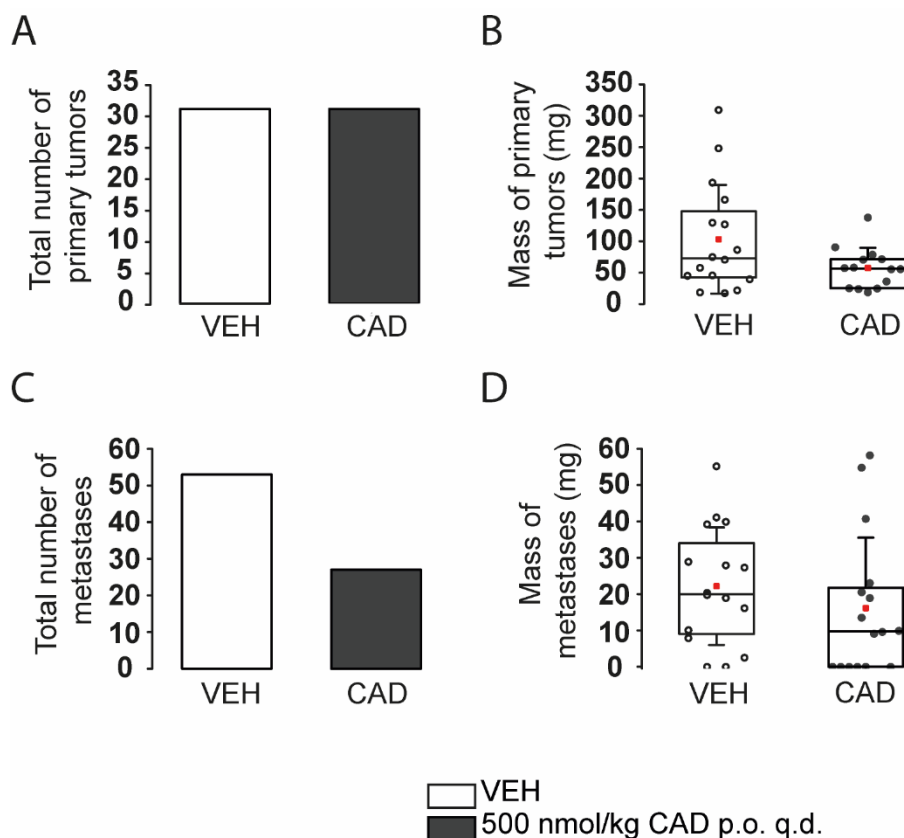 A
Total number of
primary tumors
35
30
25
20
15
10
5
0
VEH
CAD
B
Mass of primary
tumors (mg)
350
300
250
200
150
100
50
0
VEH
CAD
C
Total number of
metastases
60
50
40
30
20
10
0
VEH
CAD
D
Mass of
metastases (mg)
60
50
40
30
20
10
0
VEH
CAD
VEH
500 nmol/kg CAD p.o. q.d.